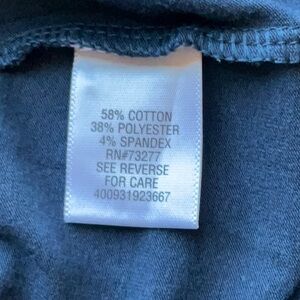 58% COTTON
38% POLYESTER
4% SPANDEX
RN#73277
SEE REVERSE
FOR CARE
400931923667